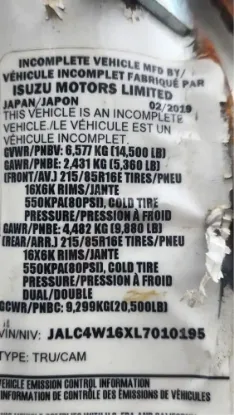 INCOMPLETE VEHICLE MFD BY/
VÉHICULE INCOMPLET FABRIQUÉ PAR
ISUZU MOTORS LIMITED
JAPAN/JAPON 02/2019
THIS VEHICLE IS AN INCOMPLETE
VEHICLE./LE VÉHICULE EST UN
VÉHICULE INCOMPLET.
GVWR/PNBV: 6,577 KG (14,500 LB)
GAWR/PNBE: 2,431 KG (5,360 LB)
(FRONT/AV.) 215/85R16E TIRES/PNEU
16X6K RIMS/JANTE
550KPA(80PSI), COLD TIRE
PRESSURE/PRESSION À FROID
GAWR/PNBE: 4,482 KG (9,880 LB)
(REAR/ARR.) 215/85R16E TIRES/PNEU
16X6K RIMS/JANTE
550KPA(80PSI), COLD TIRE
PRESSURE/PRESSION À FROID
DUAL/DOUBLE
GCWR/PNBC: 9,299KG(20,500LB)
VIN/NIV: JALC4W16XL7010195
TYPE: TRU/CAM
VEHICLE EMISSION CONTROL INFORMATION
INFORMATION DE CONTRÔLE DES ÉMISSIONS DE VÉHICULES